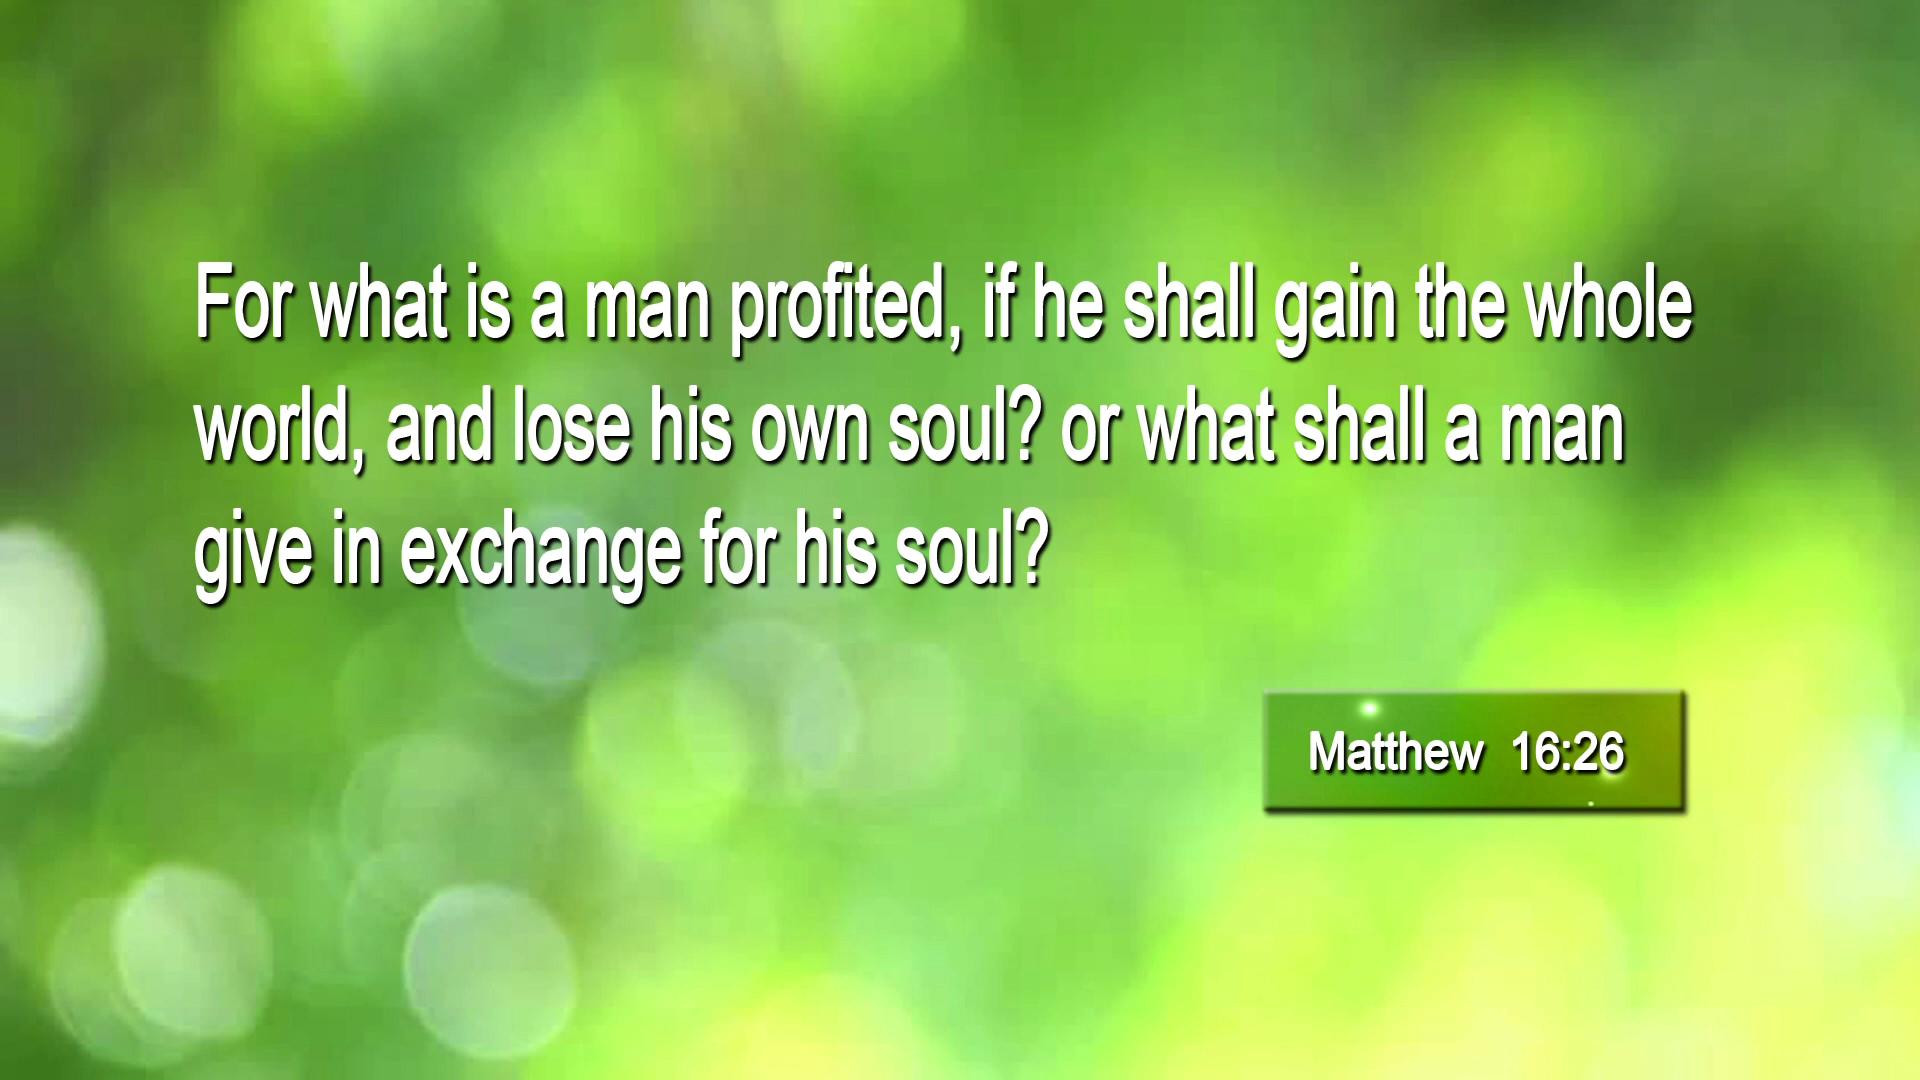 For what is a man profited, if he shall gain the whole
world, and lose his own soul? or what shall a man
give in exchange for his soul?
Matthew 16:26